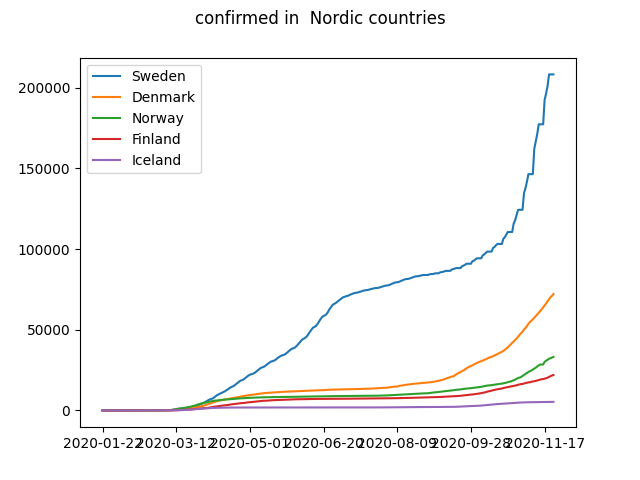 confirmed in  Nordic countries
Sweden
Denmark
Norway
Finland
Iceland
200000
150000
100000
50000
0
2020-01-22 2020-03-12 2020-05-01 2020-06-20 2020-08-09 2020-09-28 2020-11-17